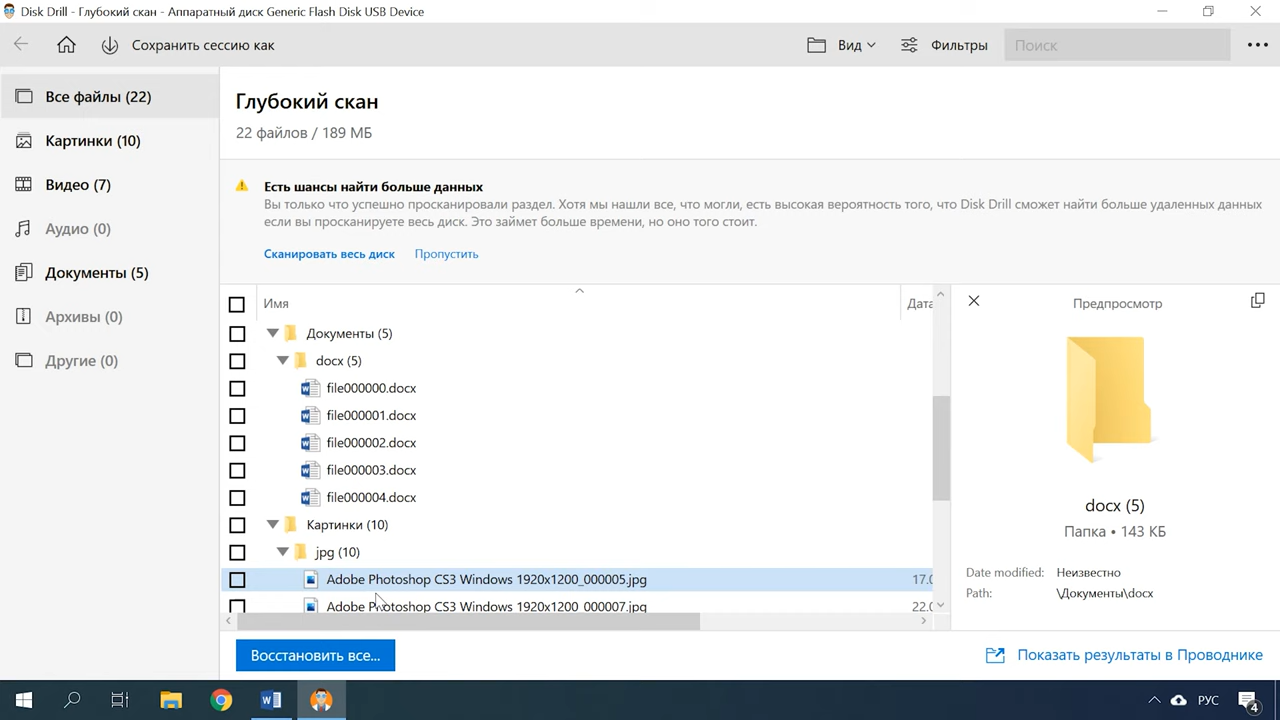 Disk Drill - Глубокий скан - Аппаратный диск Generic Flash Disk USB Device
Сохранить сессию как
Вид
Фильтры
Поиск
Все файлы (22)
Картинки (10)
Видео (7)
Аудио (0)
Документы (5)
Архивы (0)
Другие (0)
Глубокий скан
22 файлов / 189 МБ
Есть шансы найти больше данных
Вы только что успешно просканировали раздел. Хотя мы нашли все, что могли, есть высокая вероятность того, что Disk Drill сможет найти больше удаленных данных
если вы просканируете весь диск. Это займет больше времени, но оно того стоит.
Сканировать весь диск Пропустить
Имя Дата
Документы (5)
docx (5)
file000000.docx
file000001.docx
file000002.docx
file000003.docx
file000004.docx
Картинки (10)
jpg (10)
Adobe Photoshop CS3 Windows 1920x1200_000005.jpg 17.0
Adobe Photoshop CS3 Windows 1920x1200_000007.jpg 22.0
Предпросмотр
docx (5)
Папка • 143 КБ
Date modified: Неизвестно
Path: \Документы\docx
Восстановить все...
Показать результаты в Проводнике
РУС
4